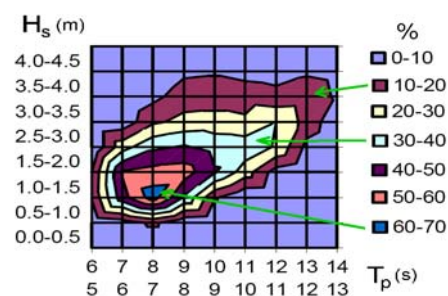 Hs (m) %
4.0-4.5 0-10
3.5-4.0 10-20
3.0-3.5 20-30
2.5-3.0 30-40
1.5-2.0 40-50
1.0-1.5 50-60
0.5-1.0 60-70
0.0-0.5
6 7 8 9 10 11 12 13 14 Tp (s)
5 6 7 8 9 10 11 12 13